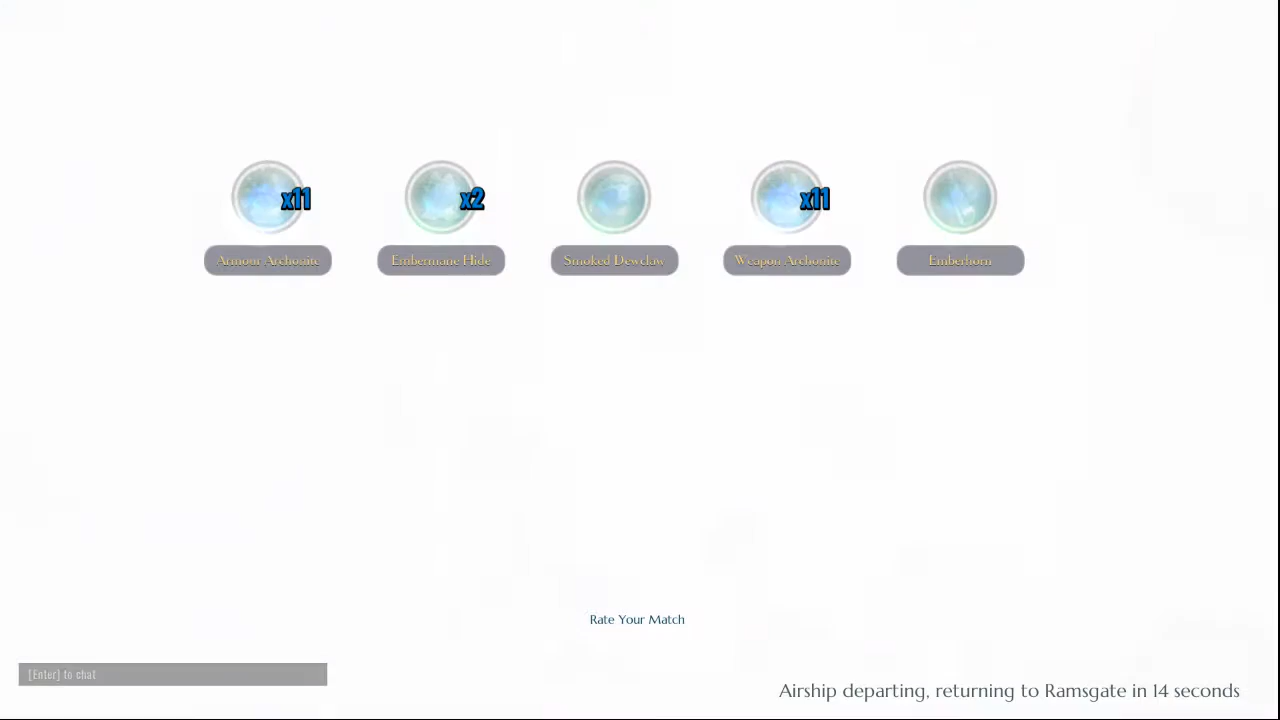 x11
x2
x11
Armour Archonite
Embermane Hide
Smoked Dewclaw
Weapon Archonite
Emberhorn
Rate Your Match
[Enter] to chat
Airship departing, returning to Ramsgate in 14 seconds